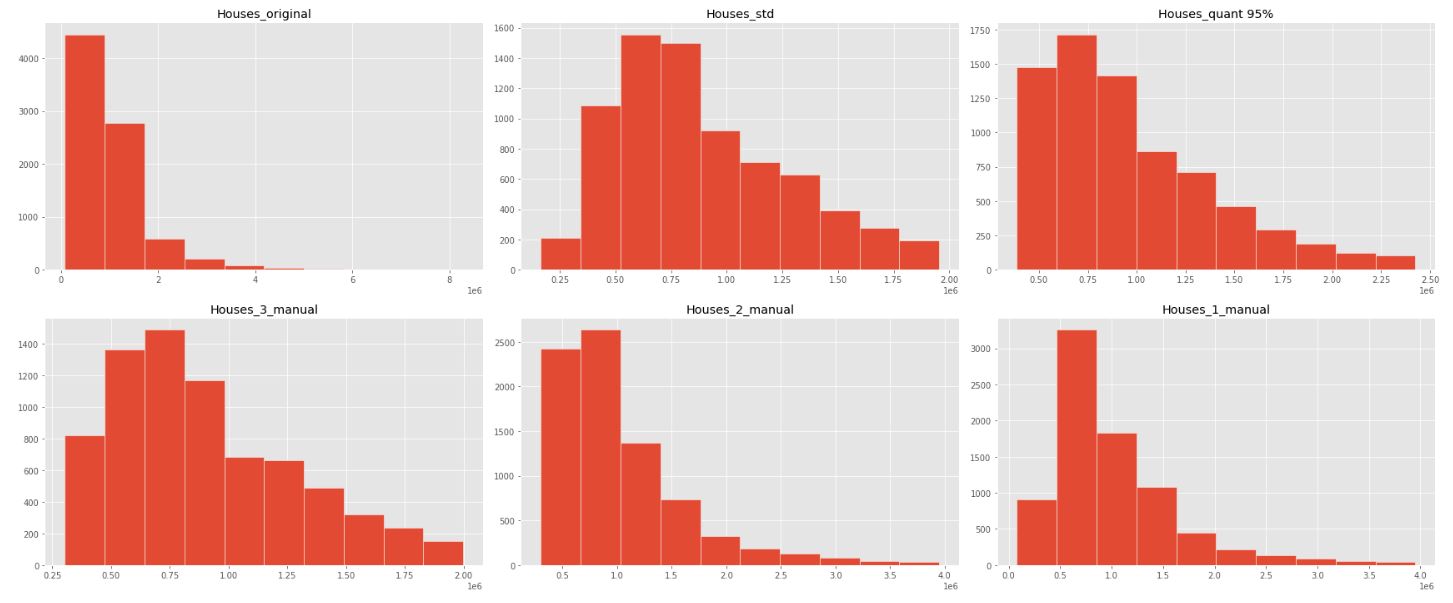 Houses_original
4000
3000
2000
1000
0
0 2 4 6 8
1e6
Houses_std
1600
1400
1200
1000
800
600
400
200
0
0.25 0.50 0.75 1.00 1.25 1.50 1.75 2.00
1e6
Houses_quant 95%
1750
1500
1250
1000
750
500
250
0
0.50 0.75 1.00 1.25 1.50 1.75 2.00 2.25 2.50
1e6
Houses_3_manual
1400
1200
1000
800
600
400
200
0
0.25 0.50 0.75 1.00 1.25 1.50 1.75 2.00
1e6
Houses_2_manual
2500
2000
1500
1000
500
0
0.5 1.0 1.5 2.0 2.5 3.0 3.5 4.0
1e6
Houses_1_manual
3000
2500
2000
1500
1000
500
0
0.0 0.5 1.0 1.5 2.0 2.5 3.0 3.5 4.0
1e6